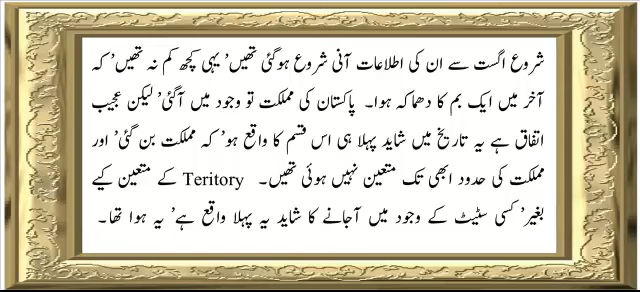 شروع اگست سے ان کی اطلاعات آنی شروع ہوگئی تھیں’ یہی کچھ کم نہ تھیں’ کہ
آخر میں ایک بم کا دھماکہ ہوا۔ پاکستان کی مملکت تو وجود میں آگئی’ لیکن عجیب
اتفاق ہے یہ تاریخ میں شاید پہلا ہی اس قسم کا واقع ہو’ کہ مملکت بن گئی’ اور
مملکت کی حدود ابھی تک متعین نہیں ہوئی تھیں۔ Teritory کے متعین کیے
بغیر’ کسی سٹیٹ کے وجود میں آجانے کا شاید یہ پہلا واقع ہے’ یہ ہوا تھا۔